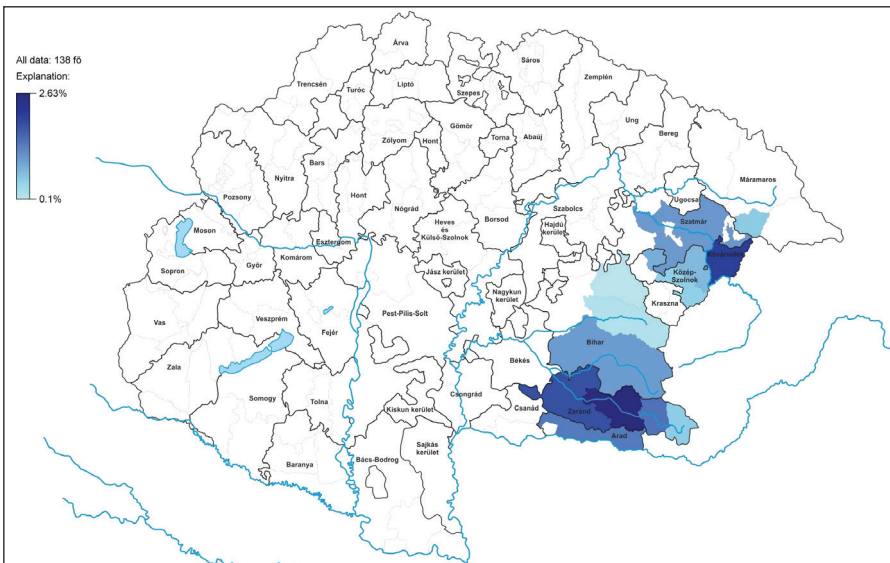 All data: 138 fő
Explanation:
2.63%
0.1%
Árva
Sáros
Trencsén
Turóc
Liptó
Szepes
Zemplén
Gömör
Ung
Zólyom
Hont
Torna
Abaúj
Bereg
Bars
Nyitra
Hont
Máramaros
Pozsony
Ugocsa
Nógrád
Borsod
Szabolcs
Szatmár
Moson
Heves
és
Külső-Szolnok
Hajdú
kerület
Esztergom
Sopron
Győr
Komárom
Jász kerület
Közép-
Szolnok
Nagykun
kerület
Kraszna
Vas
Veszprém
Fejér
Pest-Pilis-Solt
Bihar
Zala
Békés
Somogy
Tolna
Csongrád
Kiskun kerület
Csanád
Zaránd
Arad
Sajkás
kerület
Baranya
Bács-Bodrog